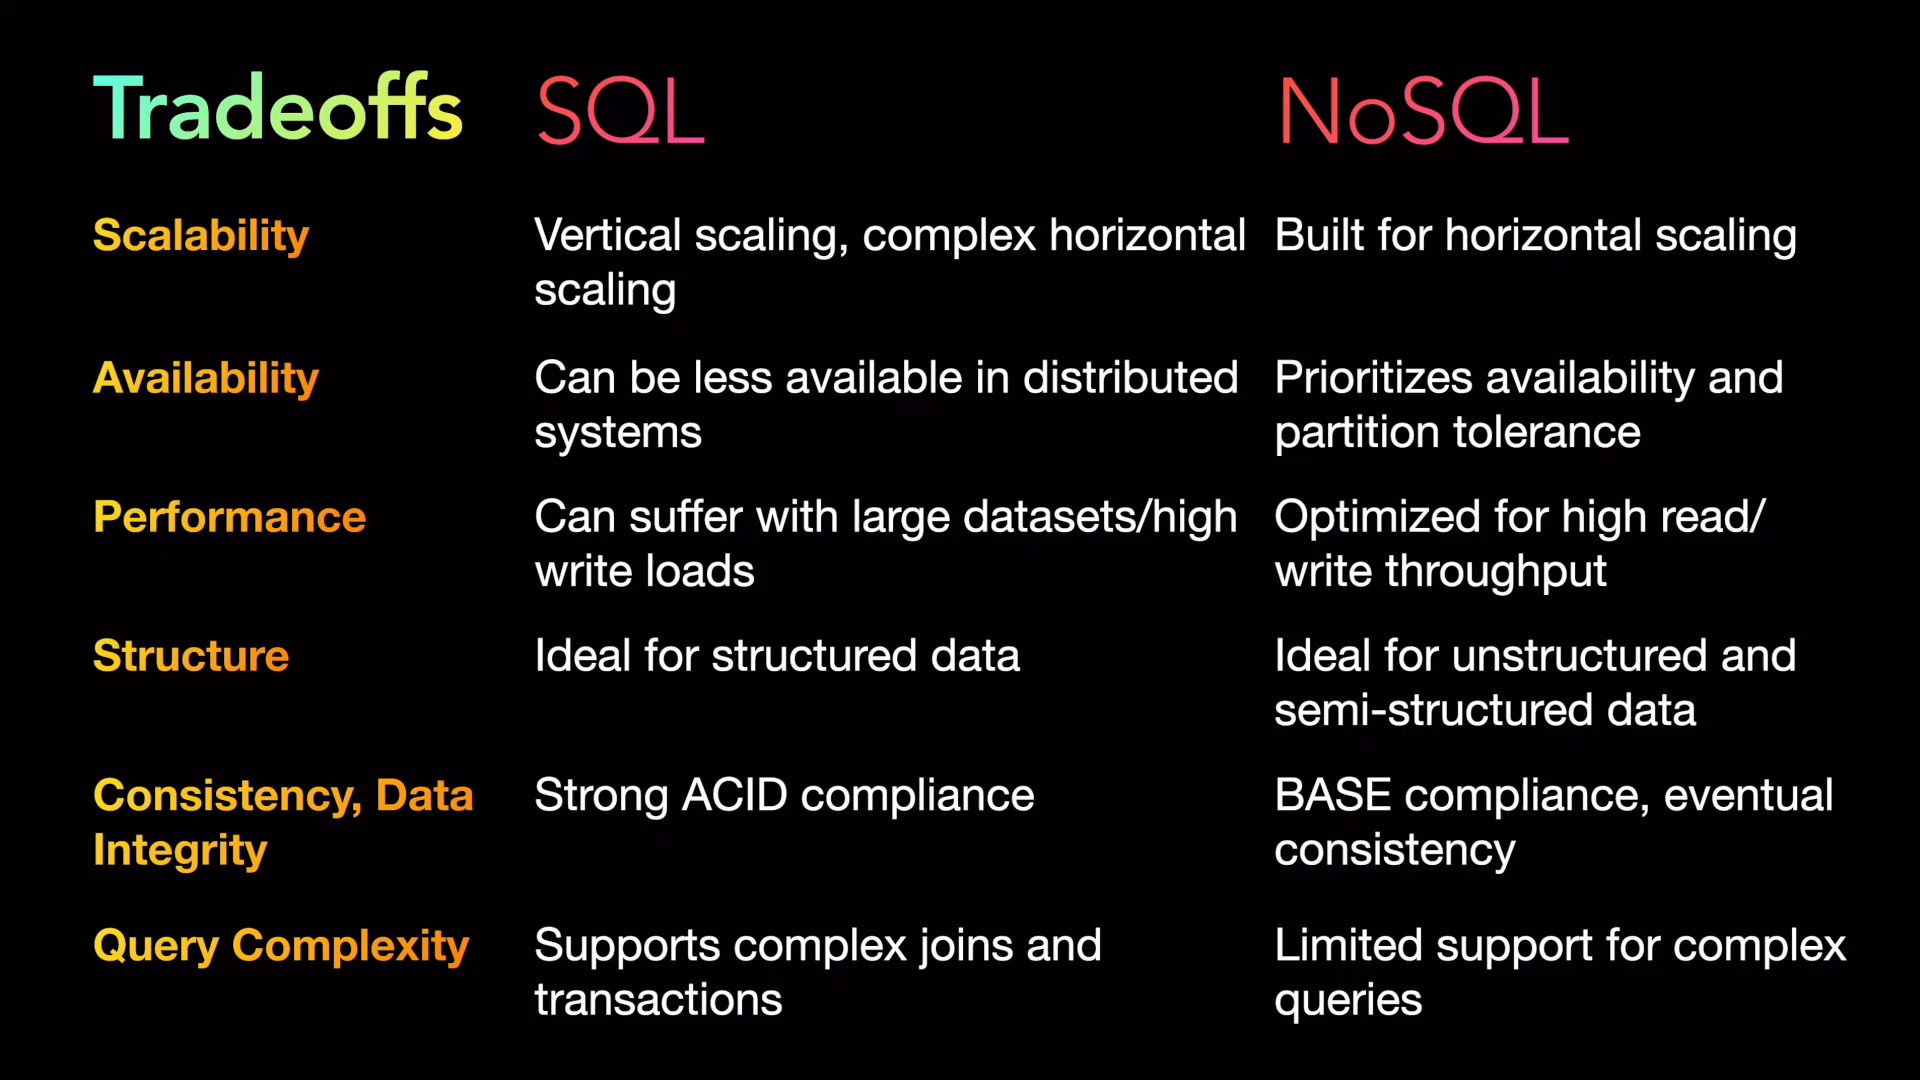 Tradeoffs SQL NoSQL
Scalability
Vertical scaling, complex horizontal
scaling
Built for horizontal scaling
Availability
Can be less available in distributed
systems
Prioritizes availability and
partition tolerance
Performance
Can suffer with large datasets/high
write loads
Optimized for high read/
write throughput
Structure
Ideal for structured data
Ideal for unstructured and
semi-structured data
Consistency, Data
Integrity
Strong ACID compliance
BASE compliance, eventual
consistency
Query Complexity
Supports complex joins and
transactions
Limited support for complex
queries